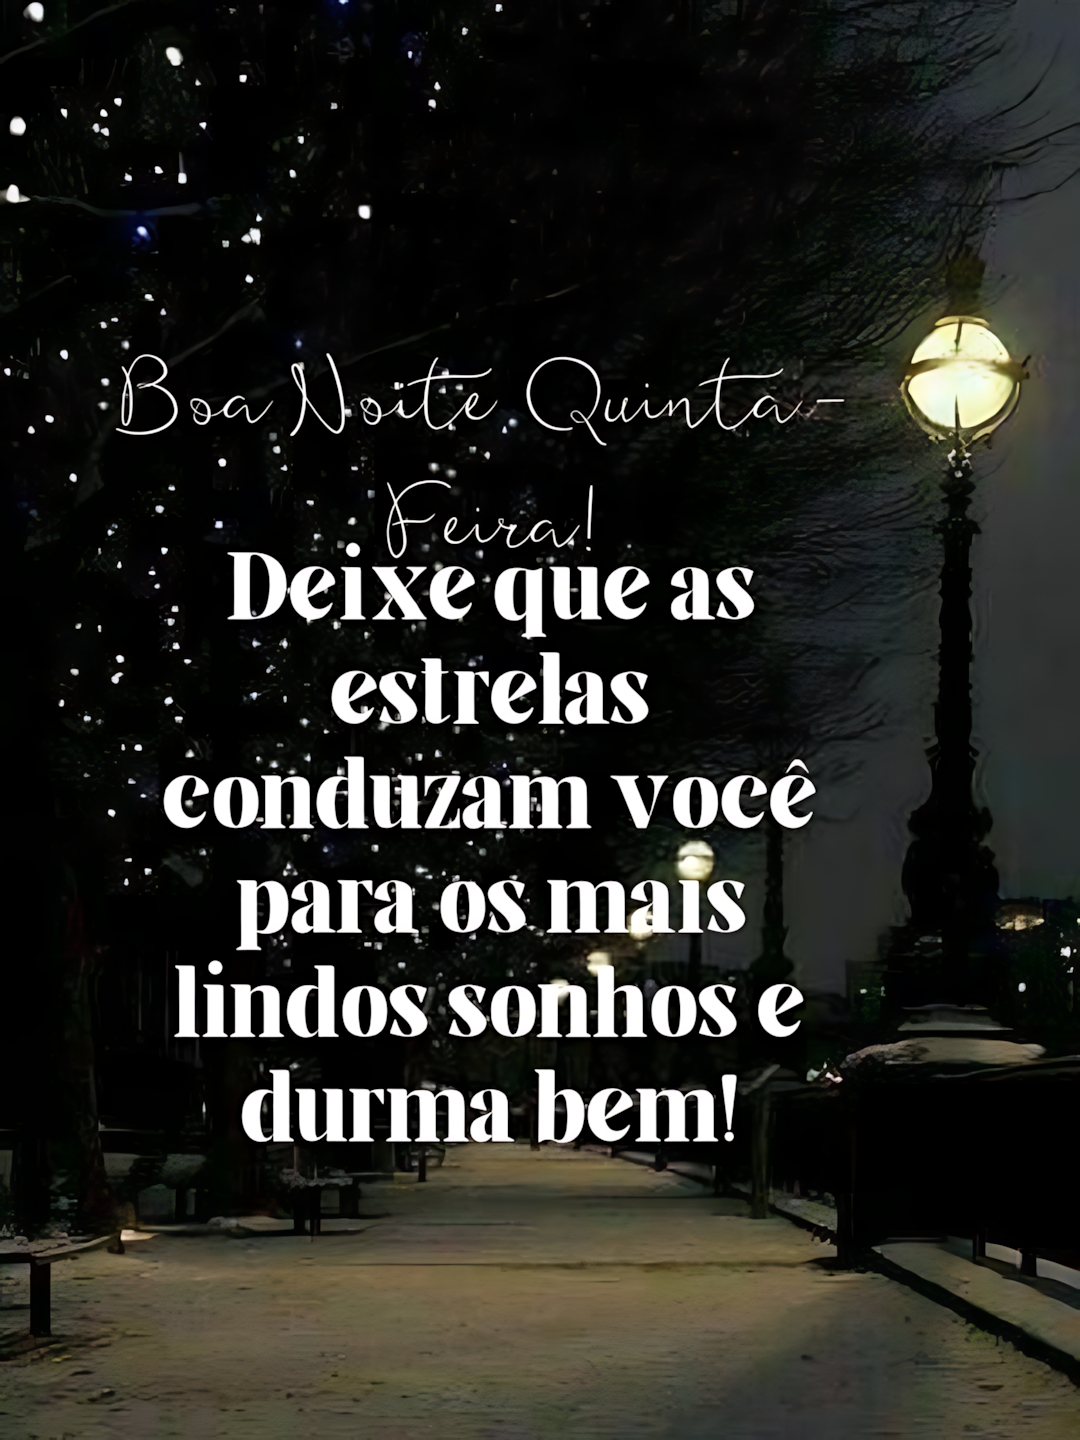 Boa Noite Quinta-
Feira!
Deixe que as
estrelas
conduzam você
para os mais
lindos sonhos e
durma bem!